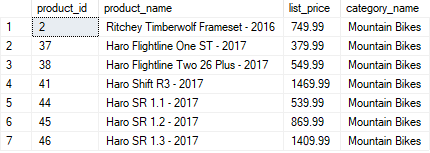 product_id product_name list_price category_name
1 2 Ritchey Timberwolf Frameset - 2016 749.99 Mountain Bikes
2 37 Haro Flightline One ST - 2017 379.99 Mountain Bikes
3 38 Haro Flightline Two 26 Plus - 2017 549.99 Mountain Bikes
4 41 Haro Shift R3 - 2017 1469.99 Mountain Bikes
5 44 Haro SR 1.1 - 2017 539.99 Mountain Bikes
6 45 Haro SR 1.2 - 2017 869.99 Mountain Bikes
7 46 Haro SR 1.3 - 2017 1409.99 Mountain Bikes